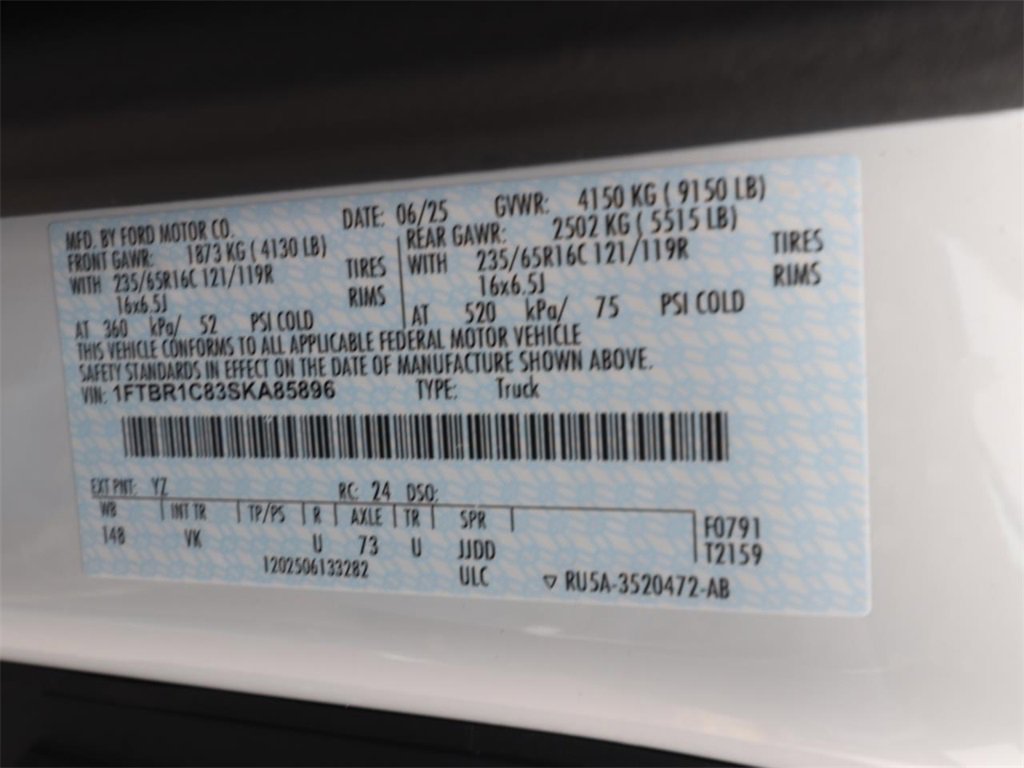 MFD. BY FORD MOTOR CO.
DATE: 06/25 GVWR: 4150 KG ( 9150 LB)
FRONT GAWR: 1873 KG ( 4130 LB)
WITH 235/65R16C 121/119R TIRES
16x6.5J RIMS
AT 360 kPa/ 52 PSI COLD
REAR GAWR: 2502 KG ( 5515 LB)
WITH 235/65R16C 121/119R TIRES
16x6.5J RIMS
AT 520 kPa/ 75 PSI COLD
THIS VEHICLE CONFORMS TO ALL APPLICABLE FEDERAL MOTOR VEHICLE
SAFETY STANDARDS IN EFFECT ON THE DATE OF MANUFACTURE SHOWN ABOVE.
VIN: 1FTBR1C83SKA85896 TYPE: Truck
EXT PNT: YZ RC: 24 DSO:
WB INT TR TP/PS R AXLE TR SPR
148 VK U 73 U JJDD
F0791
T2159
1202506133282 ULC ▽ RU5A-3520472-AB